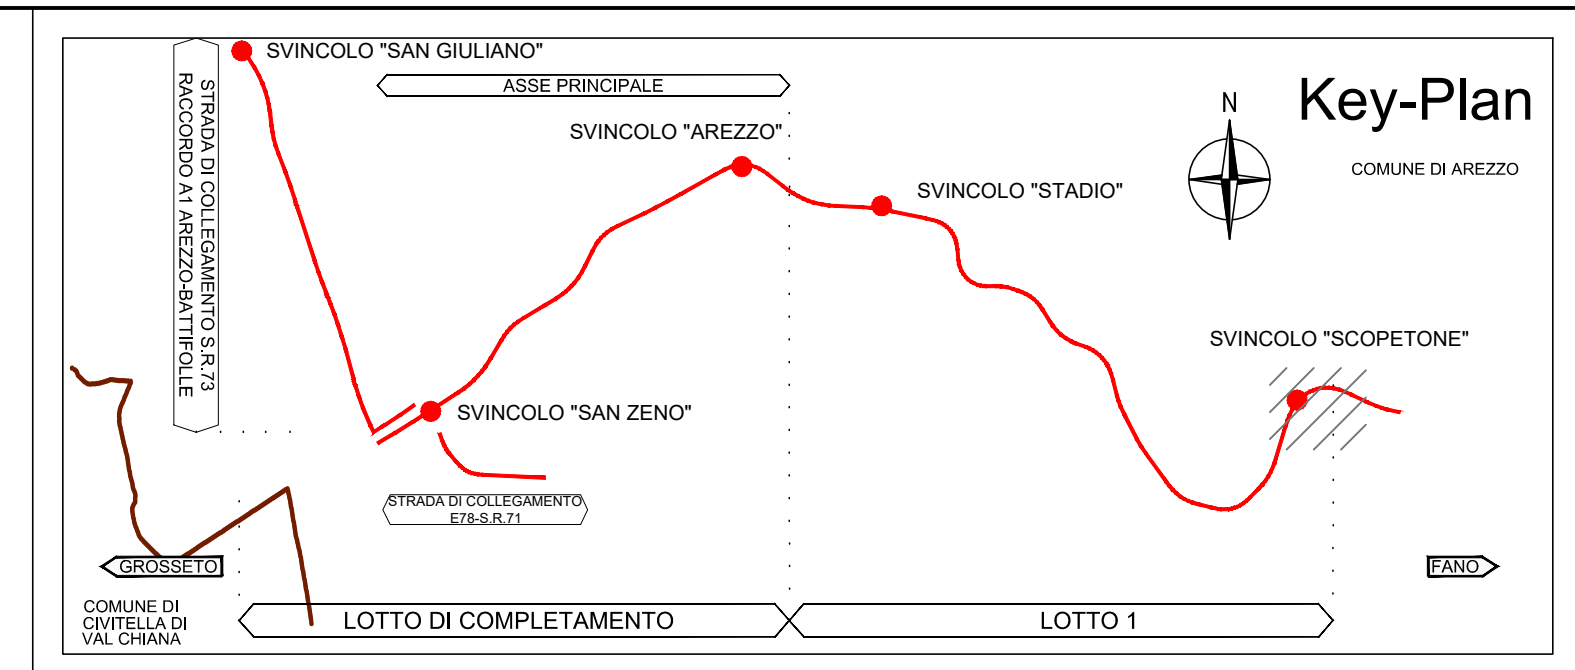 SVINCOLO "SAN GIULIANO"
ASSE PRINCIPALE
Key-Plan
N
COMUNE DI AREZZO
STRADA DI COLLEGAMENTO S.R.73
RACCORDO A1 AREZZO-BATTIFOLLE
SVINCOLO "AREZZO"
SVINCOLO "STADIO"
SVINCOLO "SCOPETONE"
SVINCOLO "SAN ZENO"
STRADA DI COLLEGAMENTO
E78-S.R.71
GROSSETO
FANO
COMUNE DI
CIVITELLA DI
VAL CHIANA
LOTTO DI COMPLETAMENTO
LOTTO 1